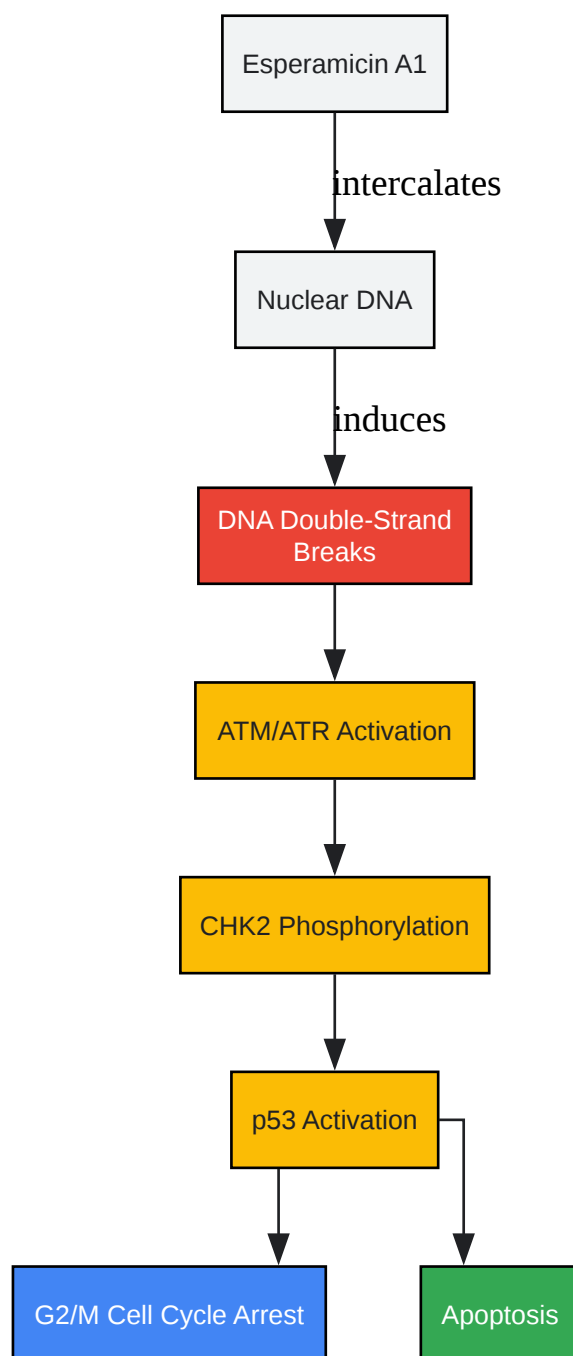 Esperamicin A1
intercalates
Nuclear DNA
induces
DNA Double-Strand
Breaks
ATM/ATR Activation
CHK2 Phosphorylation
p53 Activation
G2/M Cell Cycle Arrest
Apoptosis